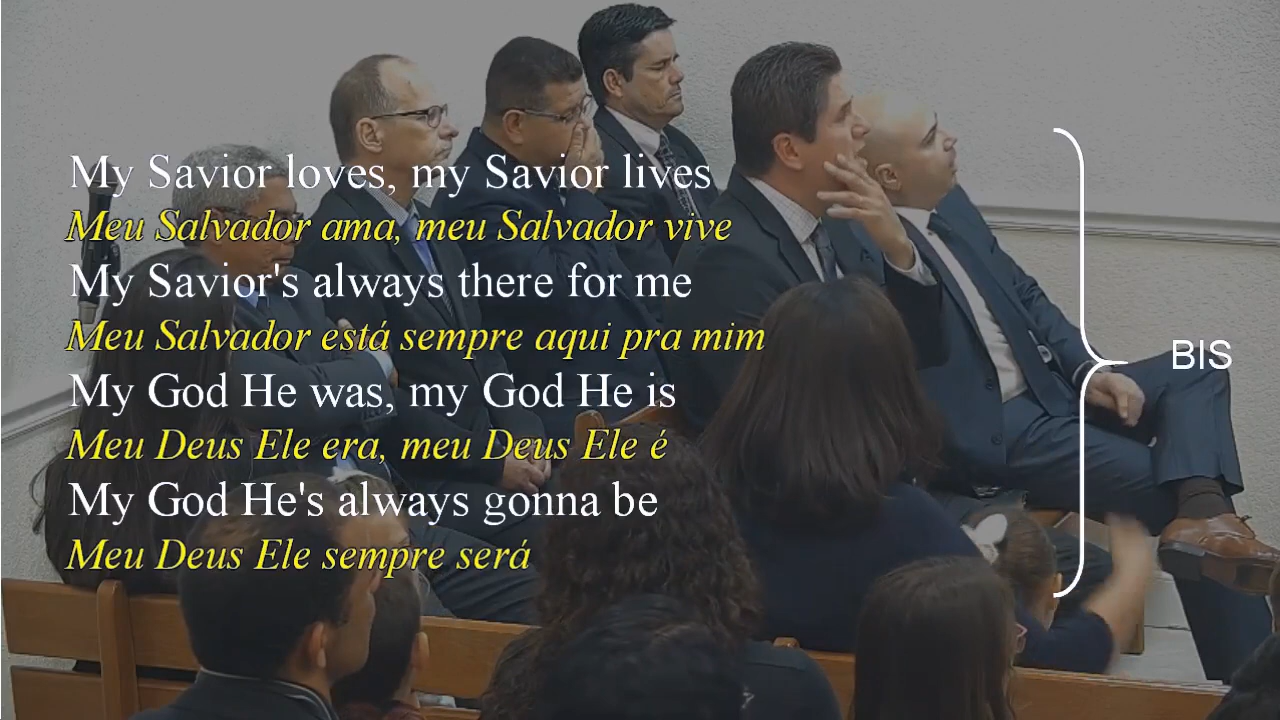 My Savior loves, my Savior lives
Meu Salvador ama, meu Salvador vive
My Savior's always there for me
Meu Salvador está sempre aqui pra mim
My God He was, my God He is
Meu Deus Ele era, meu Deus Ele é
My God He's always gonna be
Meu Deus Ele sempre será
BIS